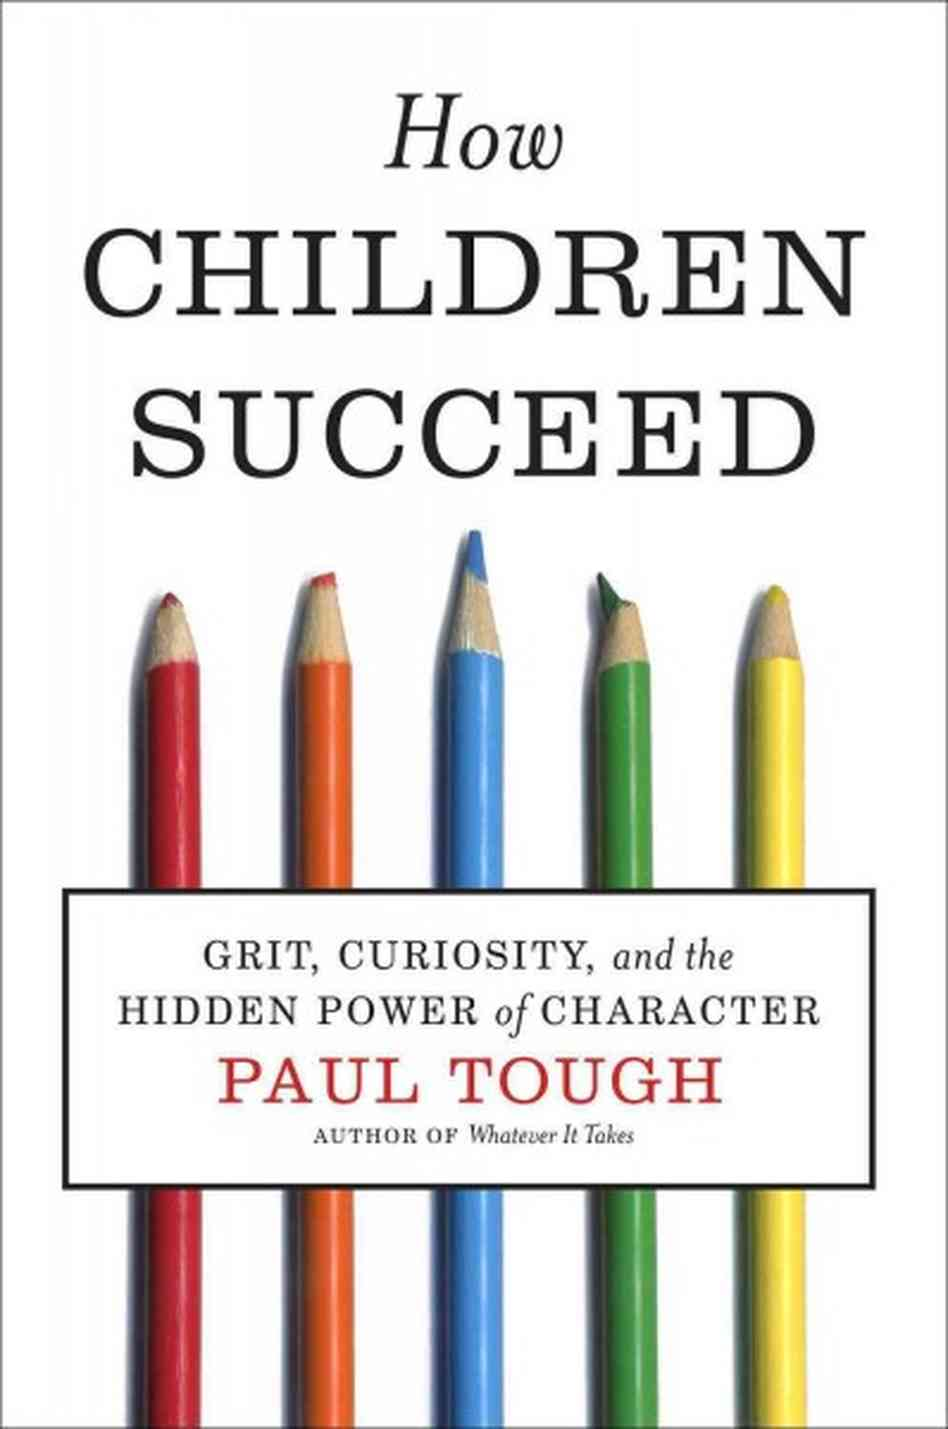 How
CHILDREN
SUCCEED
GRIT, CURIOSITY, and the
HIDDEN POWER of CHARACTER
PAUL TOUGH
AUTHOR OF Whatever It Takes